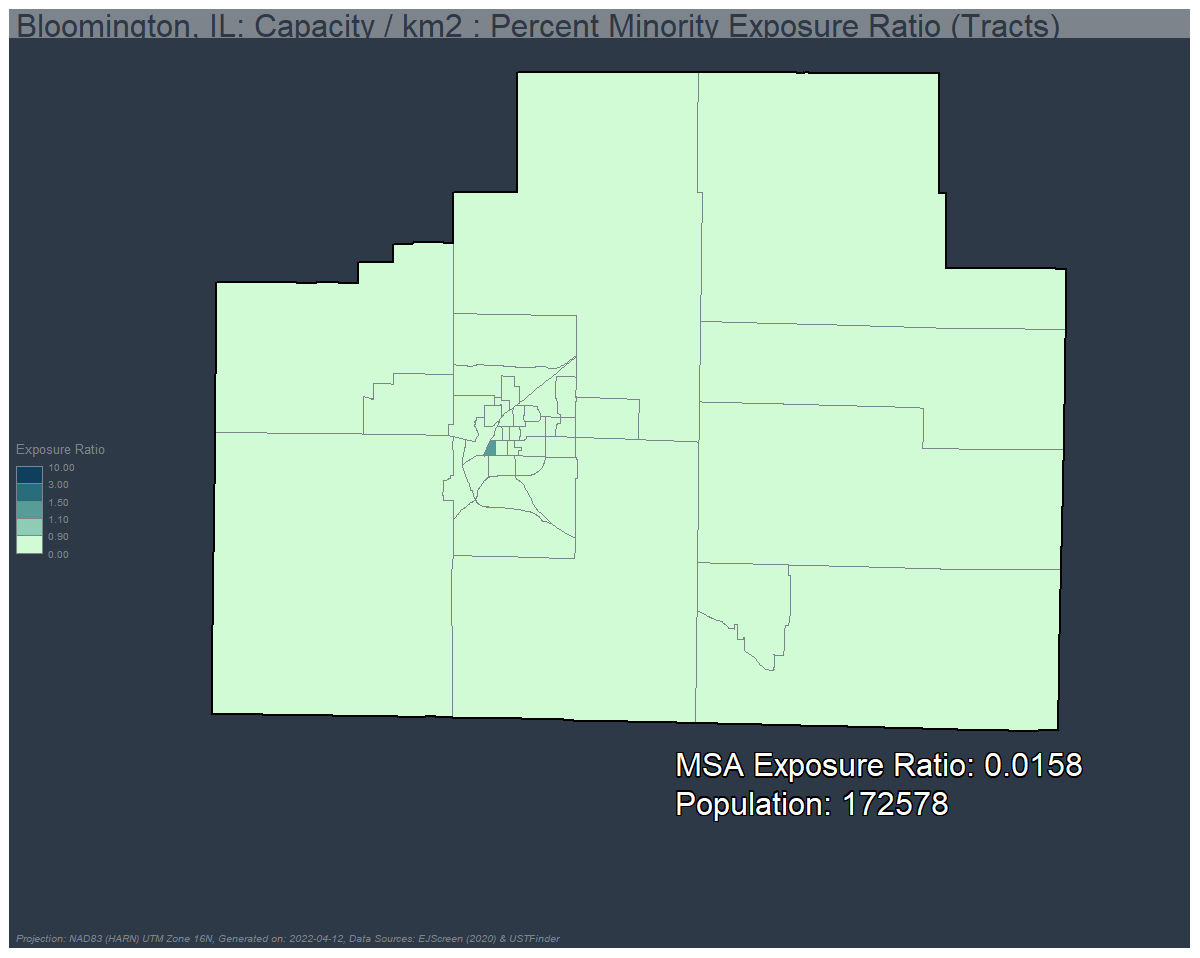 Bloomington, IL: Capacity / km2 : Percent Minority Exposure Ratio (Tracts)
Exposure Ratio
10.00
3.00
1.50
1.10
0.90
0.00
MSA Exposure Ratio: 0.0158
Population: 172578
Projection: NAD83 (HARN) UTM Zone 16N, Generated on: 2022-04-12, Data Sources: EJScreen (2020) & USTFinder